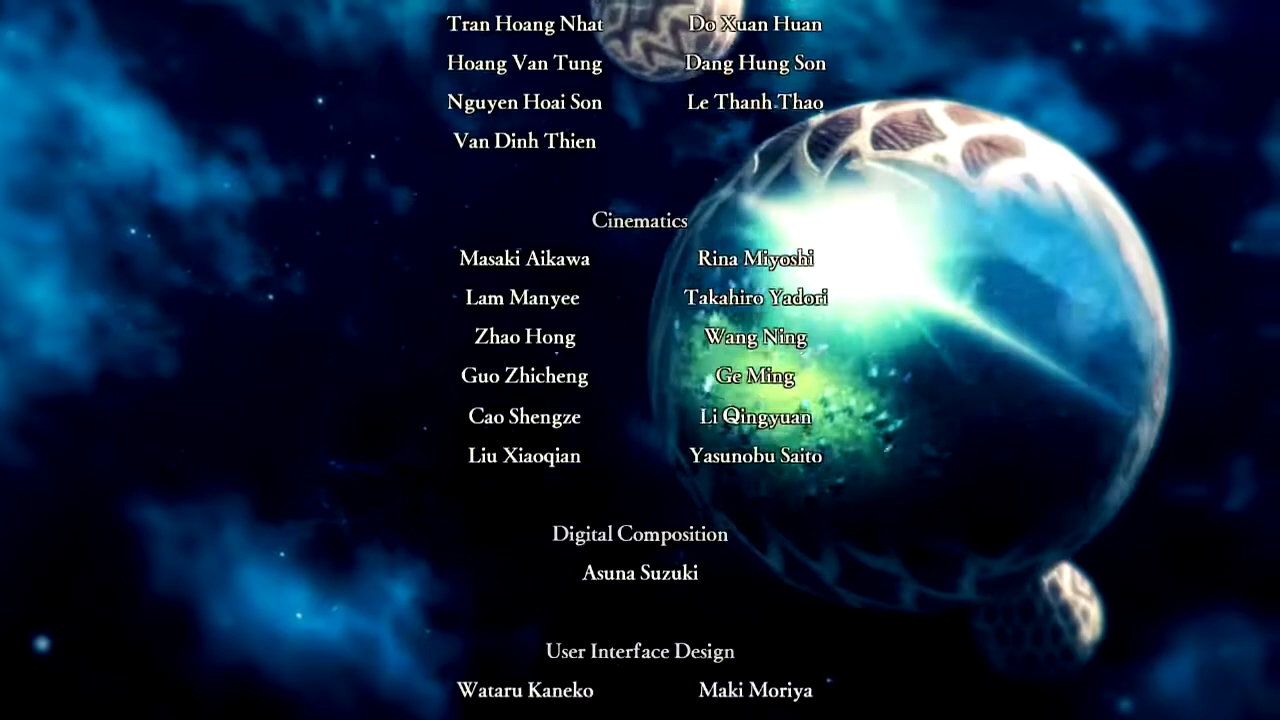 Tran Hoang Nhat Do Xuan Huan
Hoang Van Tung Dang Hung Son
Nguyen Hoai Son Le Thanh Thao
Van Dinh Thien
Cinematics
Masaki Aikawa Rina Miyoshi
Lam Manyee Takahiro Yadori
Zhao Hong Wang Ning
Guo Zhicheng Ge Ming
Cao Shengze Li Qingyuan
Liu Xiaoqian Yasunobu Saito
Digital Composition
Asuna Suzuki
User Interface Design
Wataru Kaneko Maki Moriya